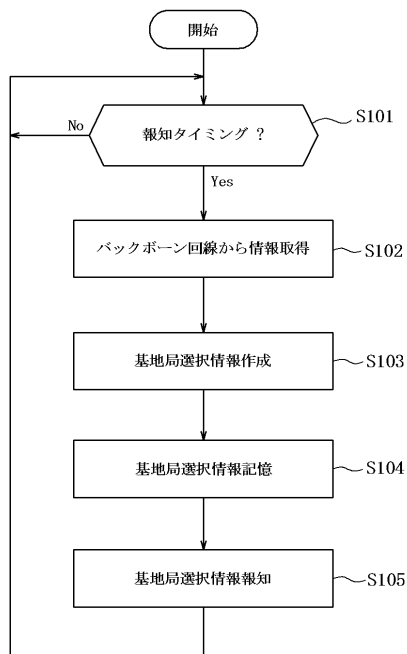 開始
報知タイミング ?
S101
No
Yes
バックボーン回線から情報取得
S102
基地局選択情報作成
S103
基地局選択情報記憶
S104
基地局選択情報報知
S105